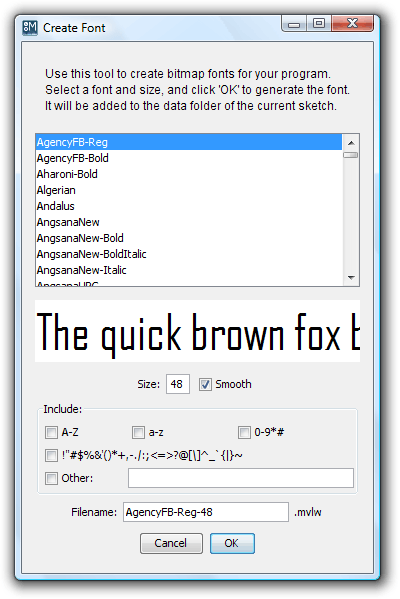 Create Font
Use this tool to create bitmap fonts for your program.
Select a font and size, and click 'OK' to generate the font.
It will be added to the data folder of the current sketch.
AgencyFB-Reg
AgencyFB-Bold
Aharoni-Bold
Algerian
Andalus
AngsanaNew
AngsanaNew-Bold
AngsanaNew-BoldItalic
AngsanaNew-Italic
AngsanaUPC
The quick brown fox b
Size: 48 Smooth
Include:
A-Z a-z 0-9*#
!"#$%&'()*+,-./:;<=>?@[\]^_`{|}~
Other:
Filename: AgencyFB-Reg-48 .mvlw
Cancel OK